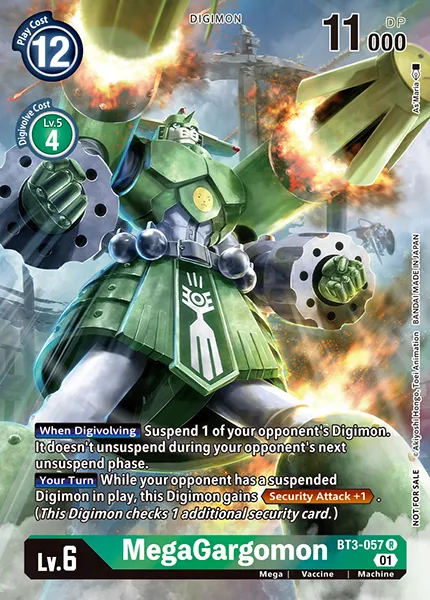 DIGIMON
Play Cost
12
DP
11000
Digivolve Cost
Lv.5
4
As'Maria
When Digivolving Suspend 1 of your opponent's Digimon.
It doesn't unsuspend during your opponent's next
unsuspend phase.
Your Turn While your opponent has a suspended
Digimon in play, this Digimon gains Security Attack +1 .
(This Digimon checks 1 additional security card.)
NOT FOR SALE
© Akiyoshi Hongo, Toei Animation BANDAI MADE IN JAPAN
Lv.6
MegaGargomon
BT3-057 R
01
Mega | Vaccine | Machine